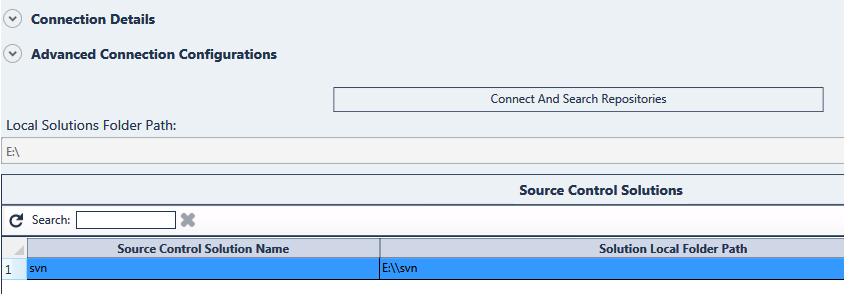 Connection Details
Advanced Connection Configurations
Connect And Search Repositories
Local Solutions Folder Path:
E:\
Source Control Solutions
Search:
Source Control Solution Name Solution Local Folder Path
1 svn E:\\svn